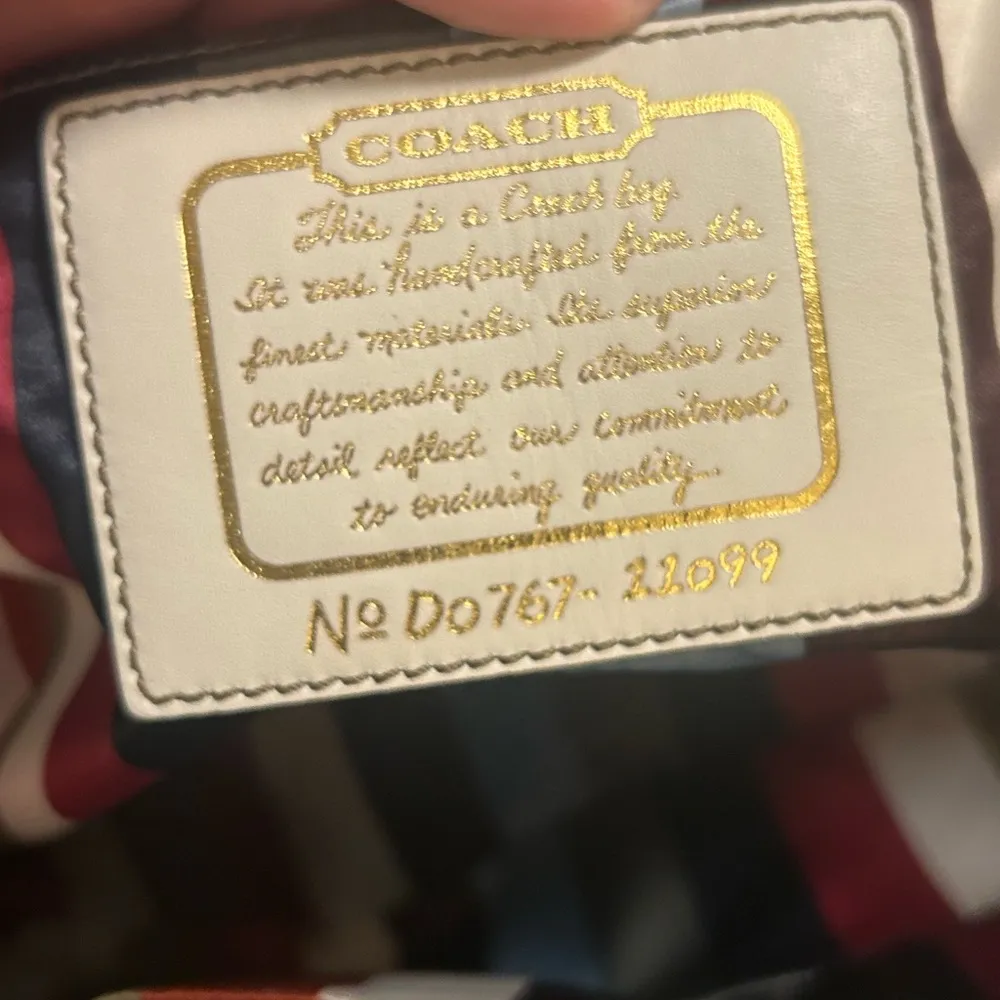 COACH
This is a Coach bag
It was handcrafted from the
finest materials. Its superior
craftsmanship and attention to
detail reflect our commitment
to enduring quality.
Nº Do767-11099